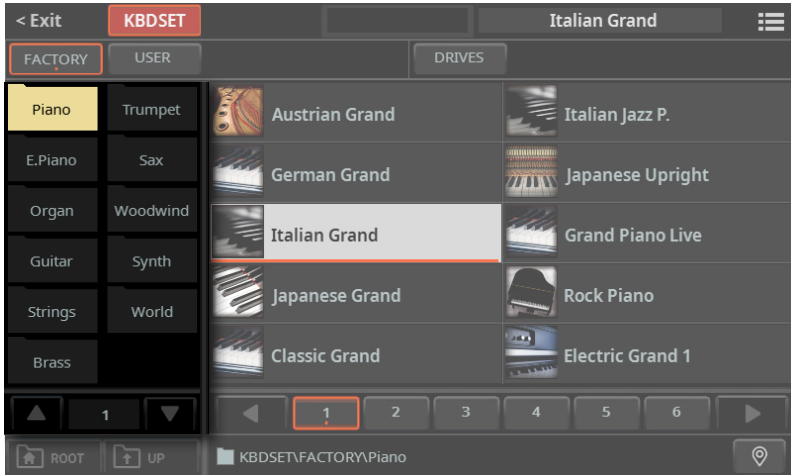 < Exit KBDSET Italian Grand
FACTORY USER DRIVES
Piano Trumpet Austrian Grand Italian Jazz P.
E.Piano Sax German Grand Japanese Upright
Organ Woodwind Italian Grand Grand Piano Live
Guitar Synth Japanese Grand Rock Piano
Strings World Classic Grand Electric Grand 1
Brass
1 1 2 3 4 5 6
ROOT UP KBDSET\FACTORY\Piano